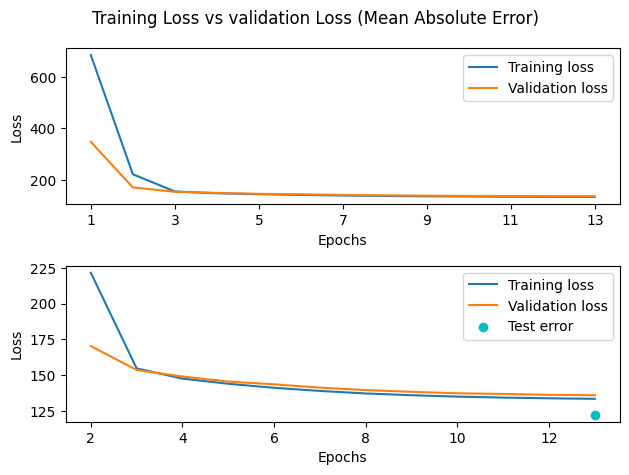 Training Loss vs validation Loss (Mean Absolute Error)
600
400
200
Loss
Training loss
Validation loss
1 3 5 7 9 11 13
Epochs
225
200
175
150
125
Loss
Training loss
Validation loss
Test error
2 4 6 8 10 12
Epochs